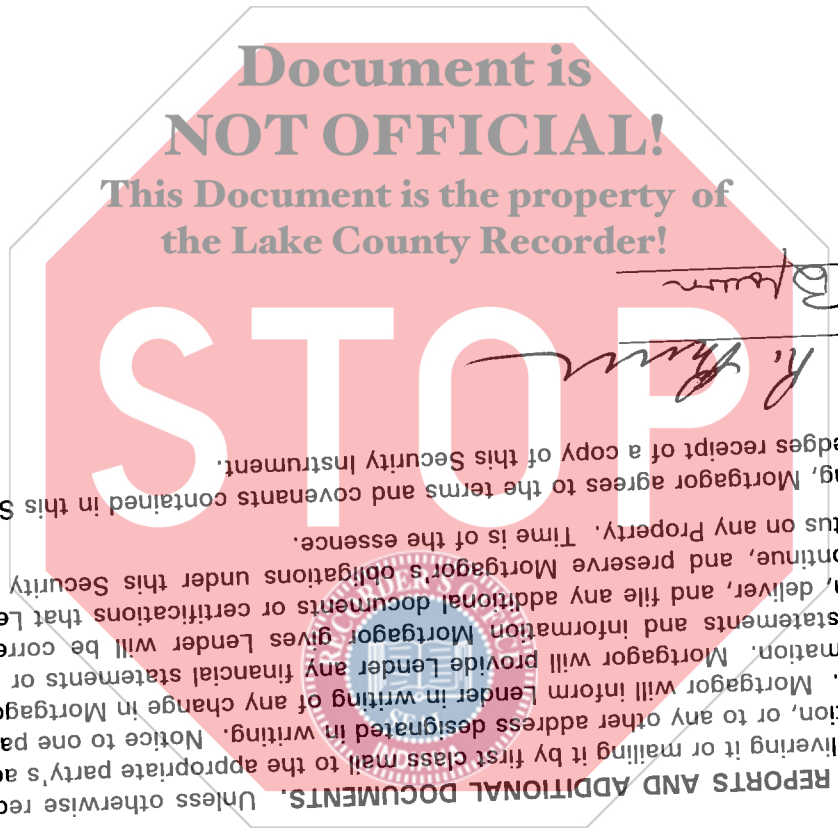 Document is
NOT OFFICIAL!
This Document is the property of
the Lake County Recorder!
STOP
REPORTS AND ADDITIONAL DOCUMENTS. Unless otherwise req
livering it or mailing it by first class mail to the appropriate party's a
tion, or to any other address designated in writing. Notice to one pa
. Mortgagor will inform Lender in writing of any change in Mortgag
mation. Mortgagor will provide Lender any financial statements or
statements and information Mortgagor gives Lender will be corre
, deliver, and file any additional documents or certifications that Le
ontinue, and preserve Mortgagor's obligations under this Security
tus on any Property. Time is of the essence.
ng, Mortgagor agrees to the terms and covenants contained in this S
edges receipt of a copy of this Security Instrument.
RECORDER'S OFFICE
SEAL
INDIANA